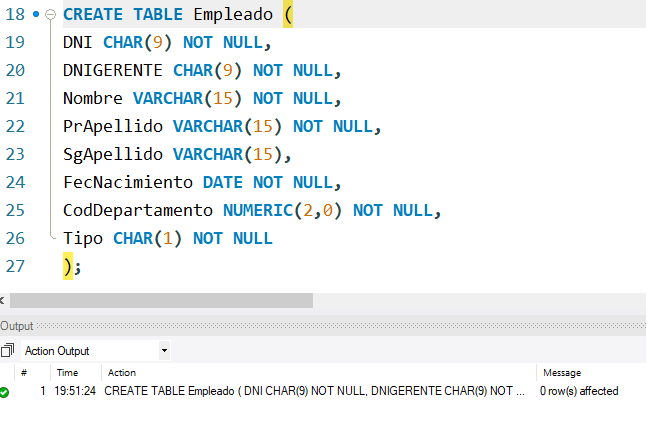 18 CREATE TABLE Empleado (
19 DNI CHAR(9) NOT NULL,
20 DNIGERENTE CHAR(9) NOT NULL,
21 Nombre VARCHAR(15) NOT NULL,
22 PrApellido VARCHAR(15) NOT NULL,
23 SgApellido VARCHAR(15),
24 FecNacimiento DATE NOT NULL,
25 CodDepartamento NUMERIC(2,0) NOT NULL,
26 Tipo CHAR(1) NOT NULL
27 );
Output
Action Output
# Time Action Message
1 19:51:24 CREATE TABLE Empleado ( DNI CHAR(9) NOT NULL, DNIGERENTE CHAR(9) NOT ... 0 row(s) affected